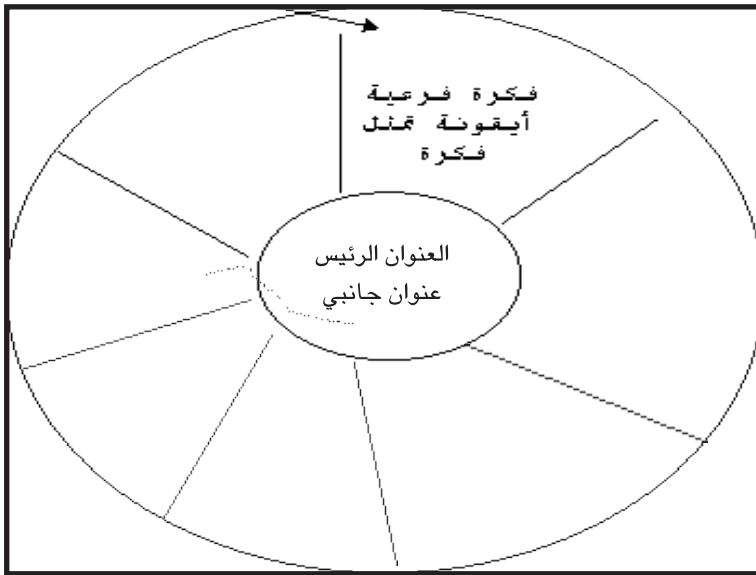 فكرة فرعية
أيقونة تمثل
فكرة
العنوان الرئيس
عنوان جانبي